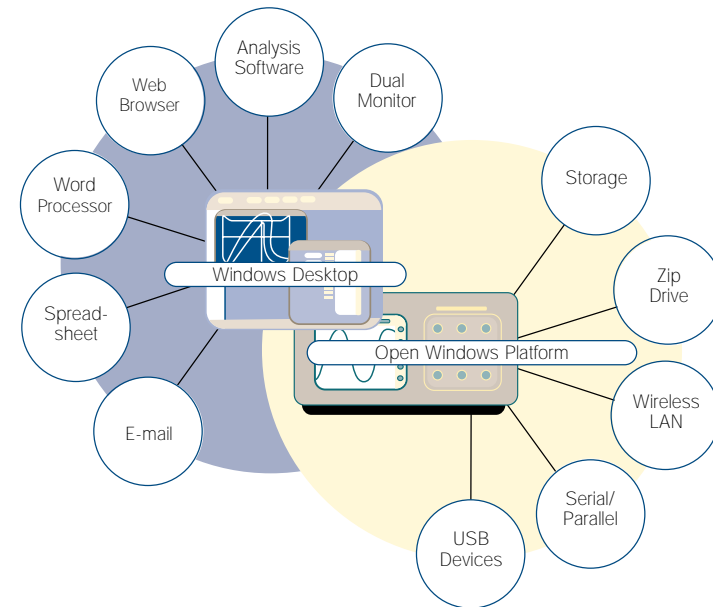 Analysis
Software
Web
Browser
Dual
Monitor
Word
Processor
Storage
Windows Desktop
Zip
Drive
Spread-
sheet
Open Windows Platform
Wireless
LAN
E-mail
Serial/
Parallel
USB
Devices